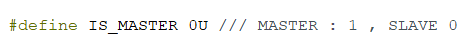 #define IS_MASTER 0U /// MASTER : 1 , SLAVE 0